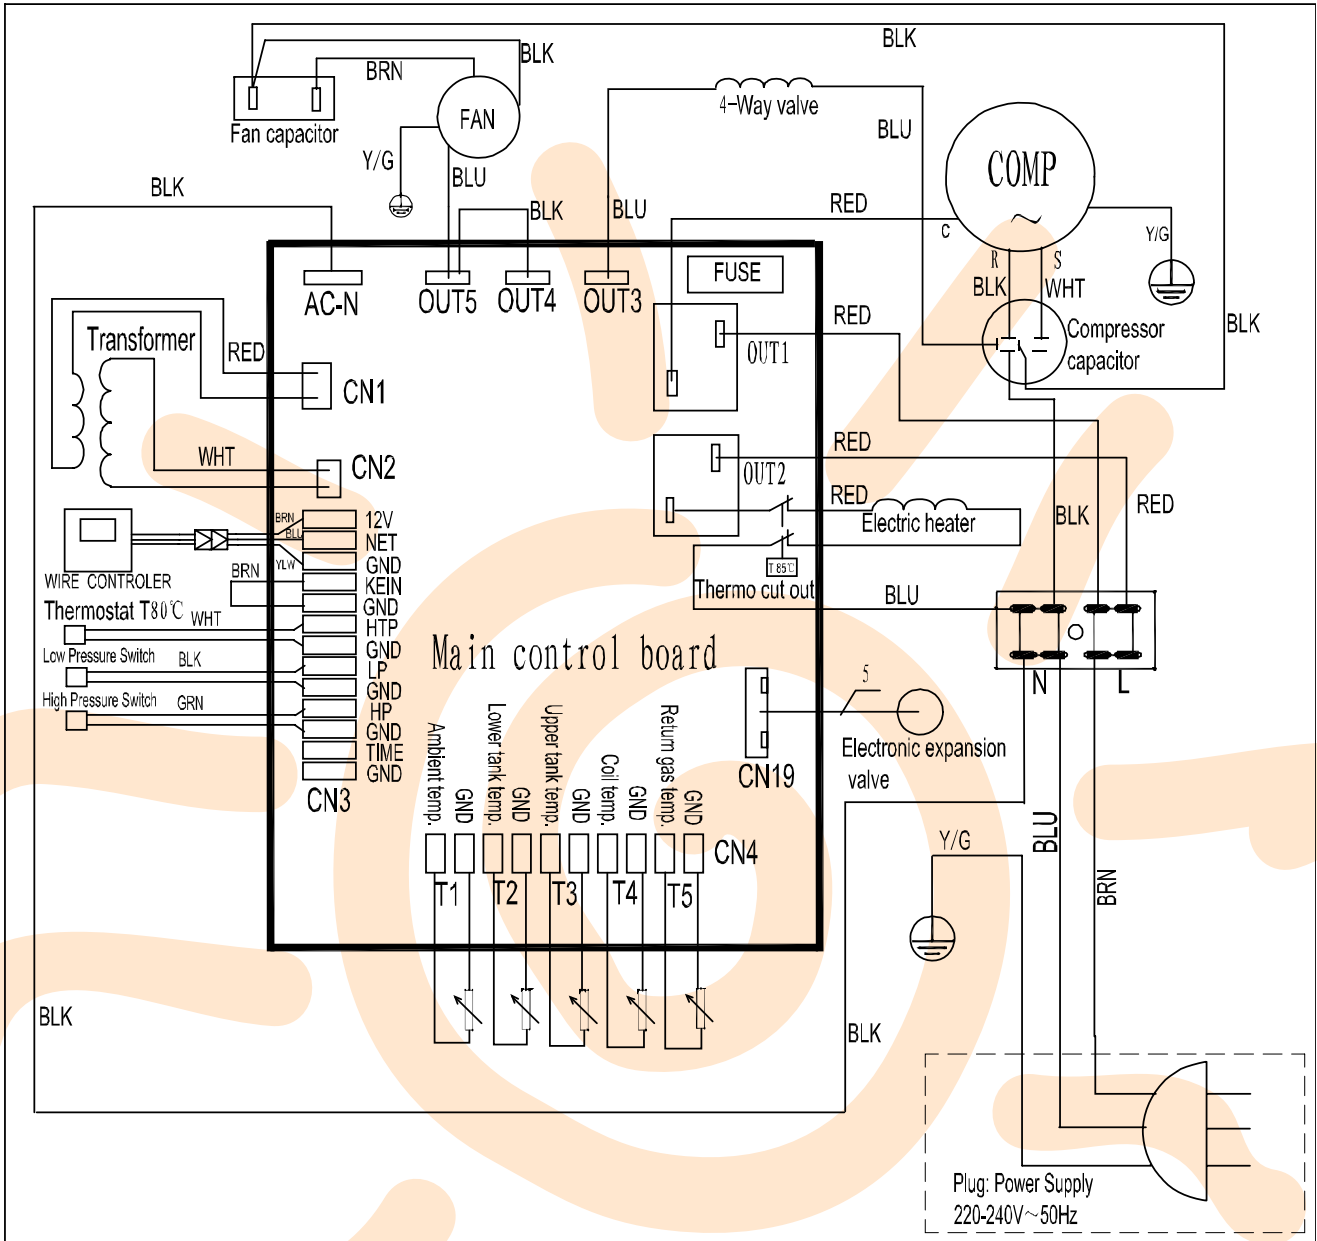 BLK
BLK
BRN
FAN
Fan capacitor
4-Way valve
BLU
COMP
~
Y/G
BLU
BLK
BLK
BLU
RED
C
R
S
Y/G
BLK
WHT
FUSE
AC-N
OUT5
OUT4
OUT3
RED
BLK
Compressor
capacitor
Transformer
RED
OUT1
CN1
RED
WHT
CN2
OUT2
RED
RED
Electric heater
BLK
BRN
12V
BLU
NET
YLW
GND
T 85℃
WIRE CONTROLER
BRN
KEIN
Thermo cut out
BLU
Thermostat T80℃
WHT
GND
HTP
Low Pressure Switch
BLK
GND
LP
Main control board
High Pressure Switch
GRN
GND
HP
GND
TIME
GND
CN3
N
L
5
Electronic expansion
valve
CN19
Ambient temp.
GND
Lower tank temp.
GND
Upper tank temp.
GND
Coil temp.
GND
Return gas temp.
GND
CN4
T1
T2
T3
T4
T5
Y/G
BLU
BRN
BLK
BLK
Plug: Power Supply
220-240V~50Hz